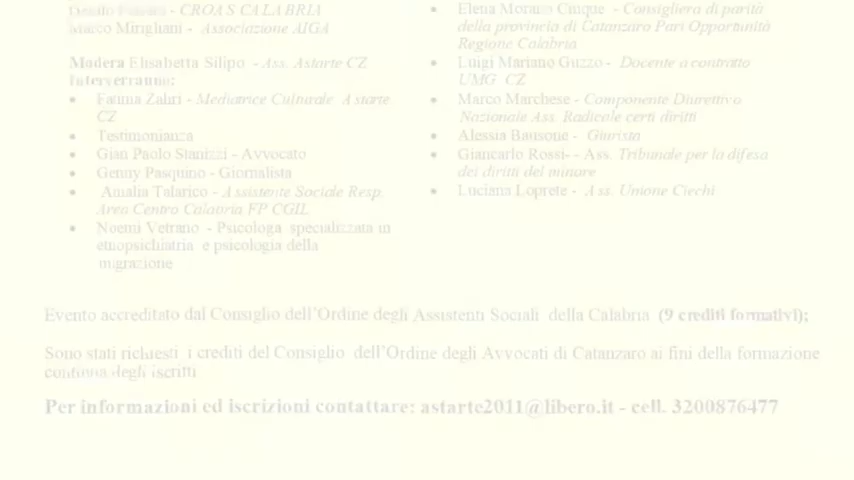 Danilo - CROAS CALABRIA
Marco Mirigliani - Associazione AIGA
Modera Elisabetta Silipo - Ass. Astarte CZ
Interverranno:
• Fatima Zahri - Mediatrice Culturale Astarte
CZ
• Testimonianza
• Gian Paolo Stanizzi - Avvocato
• Genny Pasquino - Giornalista
• Amalia Talarico - Assistente Sociale Resp.
Area Centro Calabria FP CGIL
• Noemi Vetrano - Psicologa specializzata in
etnopsichiatria e psicologia della
migrazione
• Elena Morano Cinque - Consigliera di parità
della provincia di Catanzaro Pari Opportunità
Regione Calabria
• Luigi Mariano Guzzo - Docente a contratto
UMG CZ
• Marco Marchese - Componente Diurettivo
Nazionale Ass. Radicale certi diritti
• Alessia Bausone - Giurista
• Giancarlo Rossi- - Ass. Tribunale per la difesa
dei diritti del minore
• Luciana Loprete - Ass. Unione Ciechi
Evento accreditato dal Consiglio dell'Ordine degli Assistenti Sociali della Calabria (9 crediti formativi);
Sono stati richiesti i crediti del Consiglio dell'Ordine degli Avvocati di Catanzaro ai fini della formazione
continua degli iscritti
Per informazioni ed iscrizioni contattare: astarte2011@libero.it - cell. 3200876477